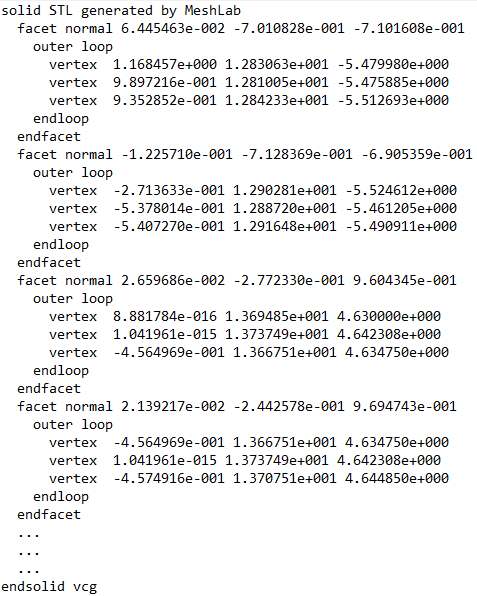 solid STL generated by MeshLab
facet normal 6.445463e-002 -7.010828e-001 -7.101608e-001
outer loop
vertex 1.168457e+000 1.283063e+001 -5.479980e+000
vertex 9.897216e-001 1.281005e+001 -5.475885e+000
vertex 9.352852e-001 1.284233e+001 -5.512693e+000
endloop
endfacet
facet normal -1.225710e-001 -7.128369e-001 -6.905359e-001
outer loop
vertex -2.713633e-001 1.290281e+001 -5.524612e+000
vertex -5.378014e-001 1.288720e+001 -5.461205e+000
vertex -5.407270e-001 1.291648e+001 -5.490911e+000
endloop
endfacet
facet normal 2.659686e-002 -2.772330e-001 9.604345e-001
outer loop
vertex 8.881784e-016 1.369485e+001 4.630000e+000
vertex 1.041961e-015 1.373749e+001 4.642308e+000
vertex -4.564969e-001 1.366751e+001 4.634750e+000
endloop
endfacet
facet normal 2.139217e-002 -2.442578e-001 9.694743e-001
outer loop
vertex -4.564969e-001 1.366751e+001 4.634750e+000
vertex 1.041961e-015 1.373749e+001 4.642308e+000
vertex -4.574916e-001 1.370751e+001 4.644850e+000
endloop
endfacet
...
...
...
endsolid vcg